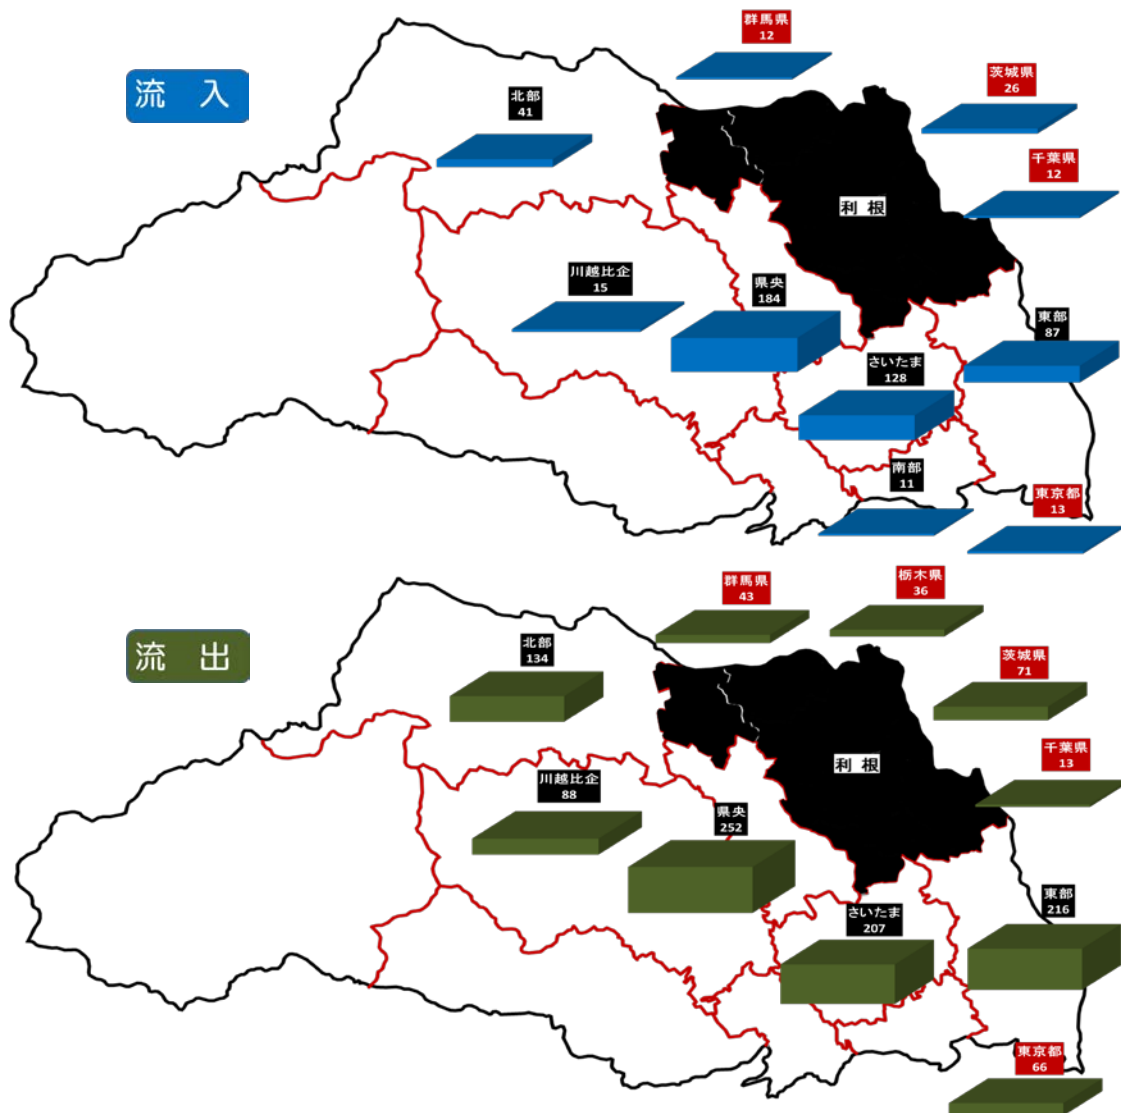 群馬県
12
流 入
茨城県
26
北部
41
千葉県
12
利根
川越比企
15
県央
184
東部
87
さいたま
128
南部
11
東京都
13
群馬県
43
栃木県
36
流 出
北部
134
茨城県
71
千葉県
13
利根
川越比企
88
県央
252
東部
216
さいたま
207
東京都
66